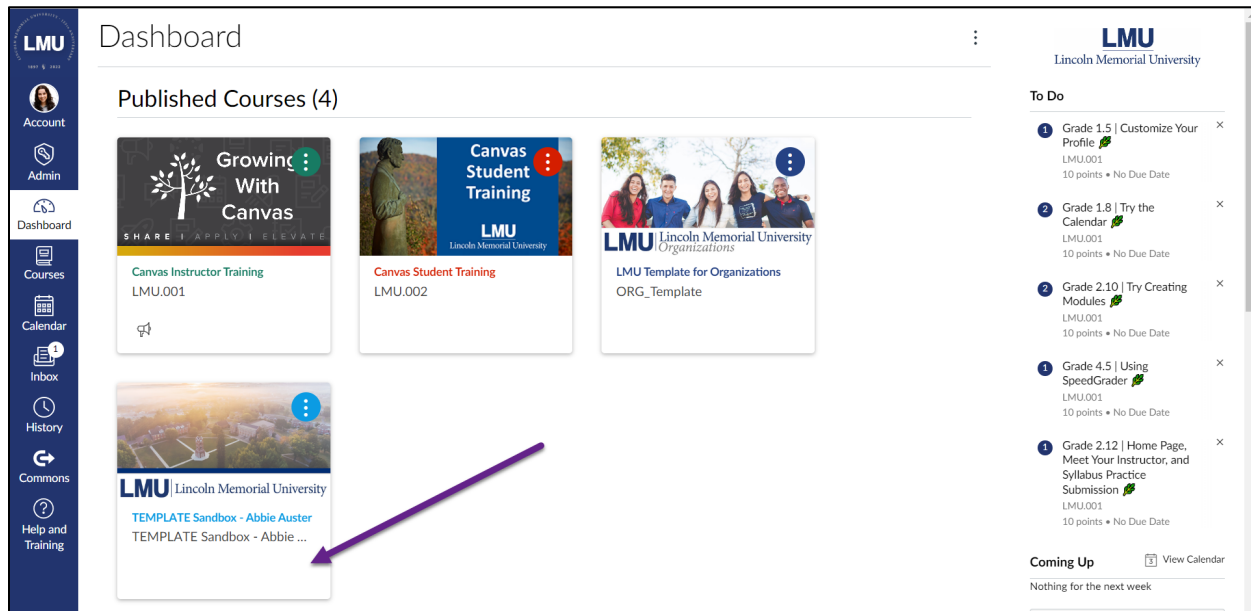 LMU
1897 & 2022
Account
Admin
Dashboard
Courses
Calendar
1
Inbox
History
Commons
Help and
Training
Dashboard
Published Courses (4)
Growing
With
Canvas
SHARE I APPLY I ELEVATE
Canvas Instructor Training
LMU.001
Canvas
Student
Training
LMU
Lincoln Memorial University
Canvas Student Training
LMU.002
LMU Lincoln Memorial University
Organizations
LMU Template for Organizations
ORG_Template
LMU Lincoln Memorial University
TEMPLATE Sandbox - Abbie Auster
TEMPLATE Sandbox - Abbie ...
LMU
Lincoln Memorial University
To Do
1 Grade 1.5 | Customize Your
Profile
LMU.001
10 points • No Due Date
2 Grade 1.8 | Try the
Calendar
LMU.001
10 points • No Due Date
2 Grade 2.10 | Try Creating
Modules
LMU.001
10 points • No Due Date
1 Grade 4.5 | Using
SpeedGrader
LMU.001
10 points • No Due Date
1 Grade 2.12 | Home Page,
Meet Your Instructor, and
Syllabus Practice
Submission
LMU.001
10 points • No Due Date
Coming Up
3 View Calendar
Nothing for the next week